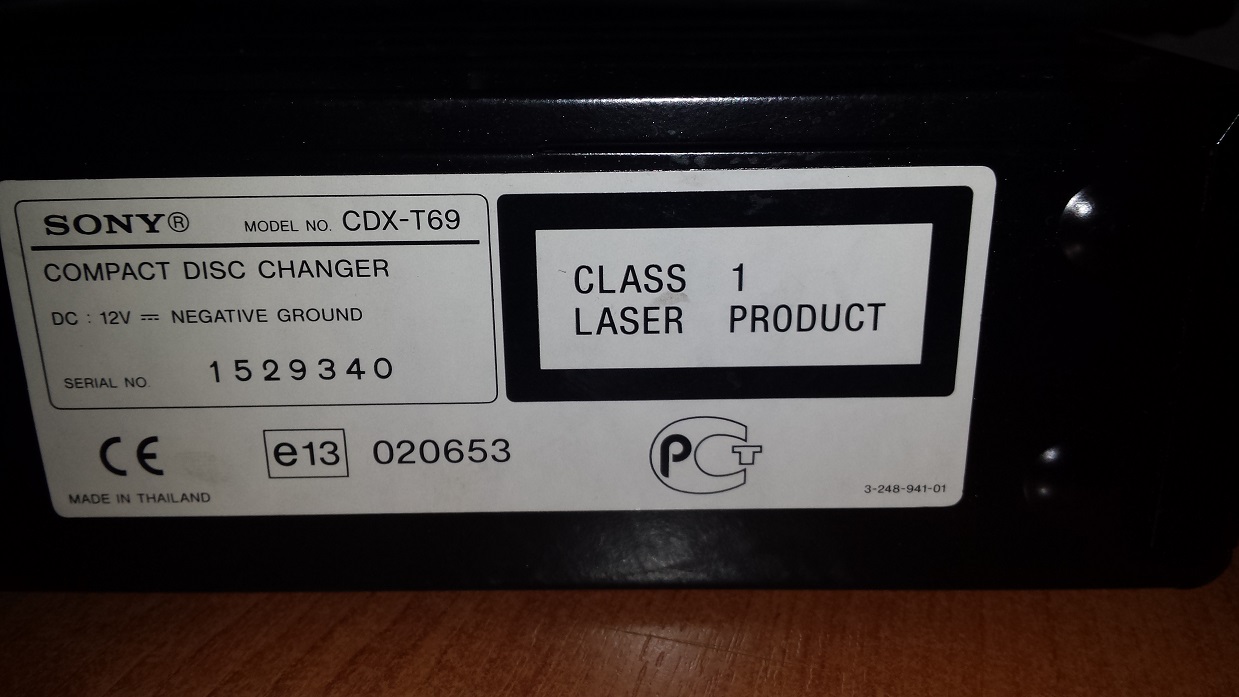 SONY® MODEL NO. CDX-T69
COMPACT DISC CHANGER
DC : 12V ⎓ NEGATIVE GROUND
SERIAL NO. 1529340
CLASS 1
LASER PRODUCT
CE e13 020653 PCT
MADE IN THAILAND
3-248-941-01